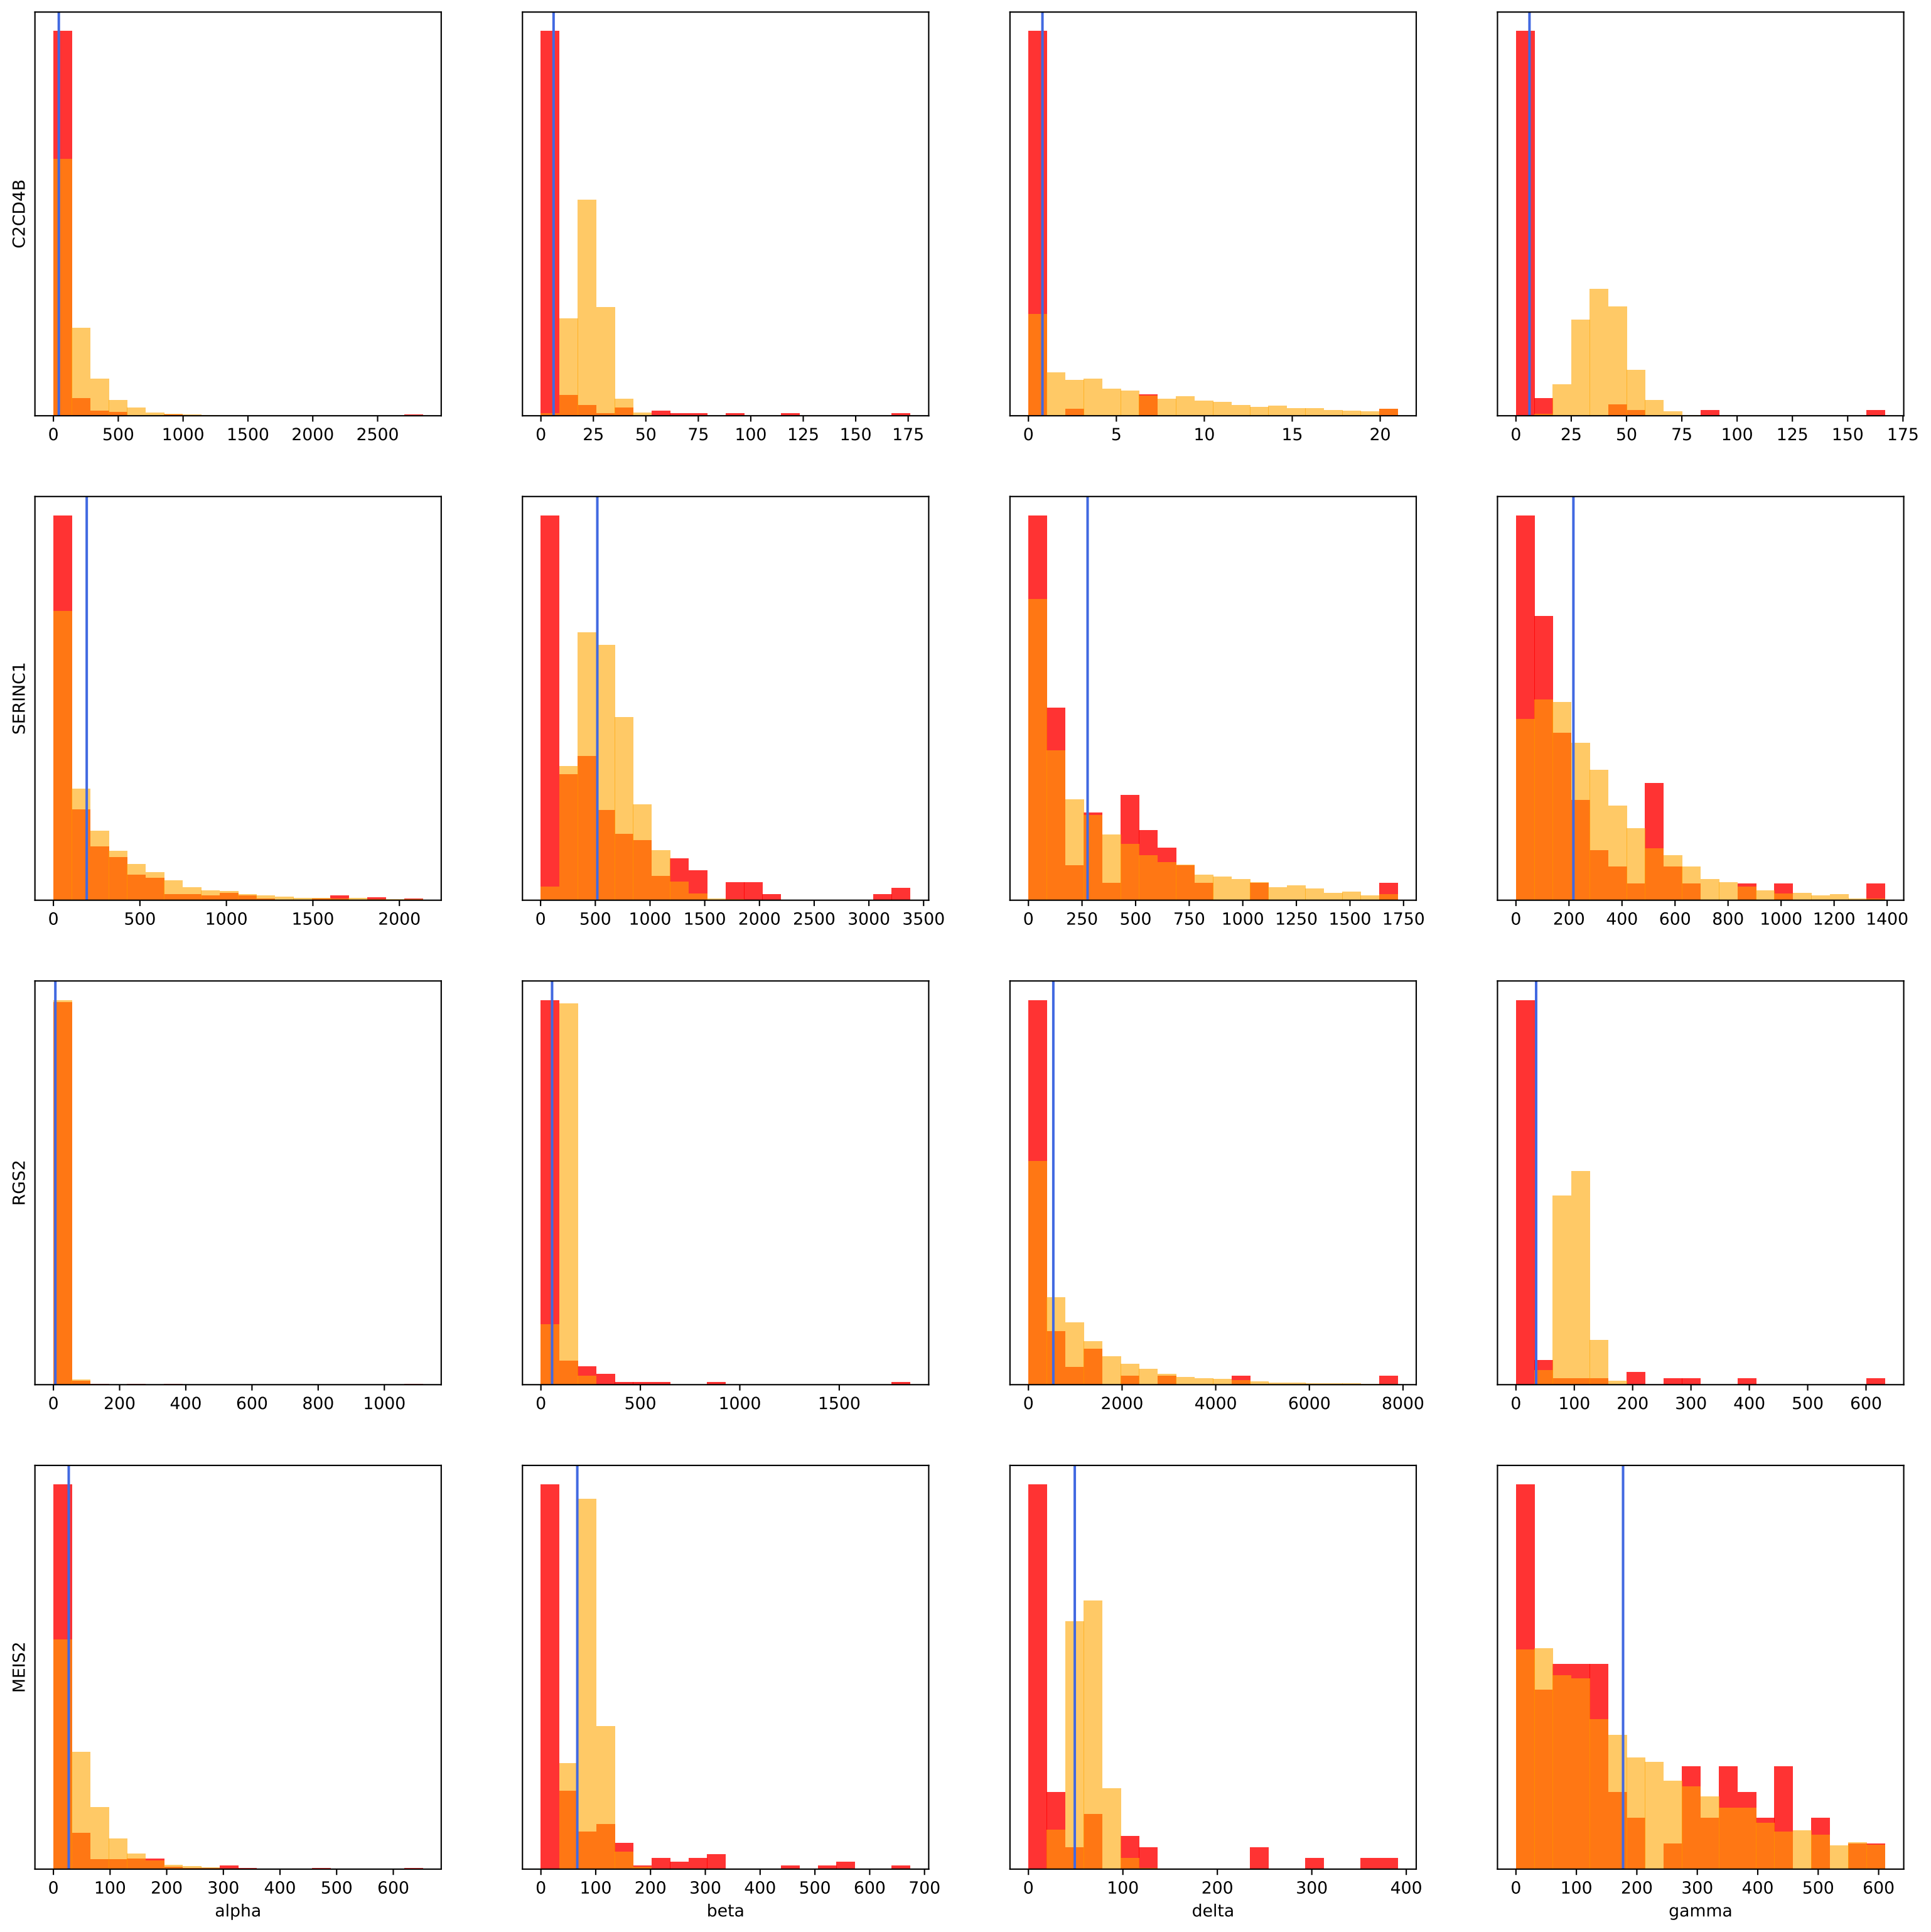 C2CD4B
0 500 1000 1500 2000 2500
0 25 50 75 100 125 150 175
0 5 10 15 20
0 25 50 75 100 125 150 175
SERINC1
0 500 1000 1500 2000
0 500 1000 1500 2000 2500 3000 3500
0 250 500 750 1000 1250 1500 1750
0 200 400 600 800 1000 1200 1400
RGS2
0 200 400 600 800 1000
0 500 1000 1500
0 2000 4000 6000 8000
0 100 200 300 400 500 600
MEIS2
0 100 200 300 400 500 600
0 100 200 300 400 500 600 700
0 100 200 300 400
0 100 200 300 400 500 600
alpha
beta
delta
gamma